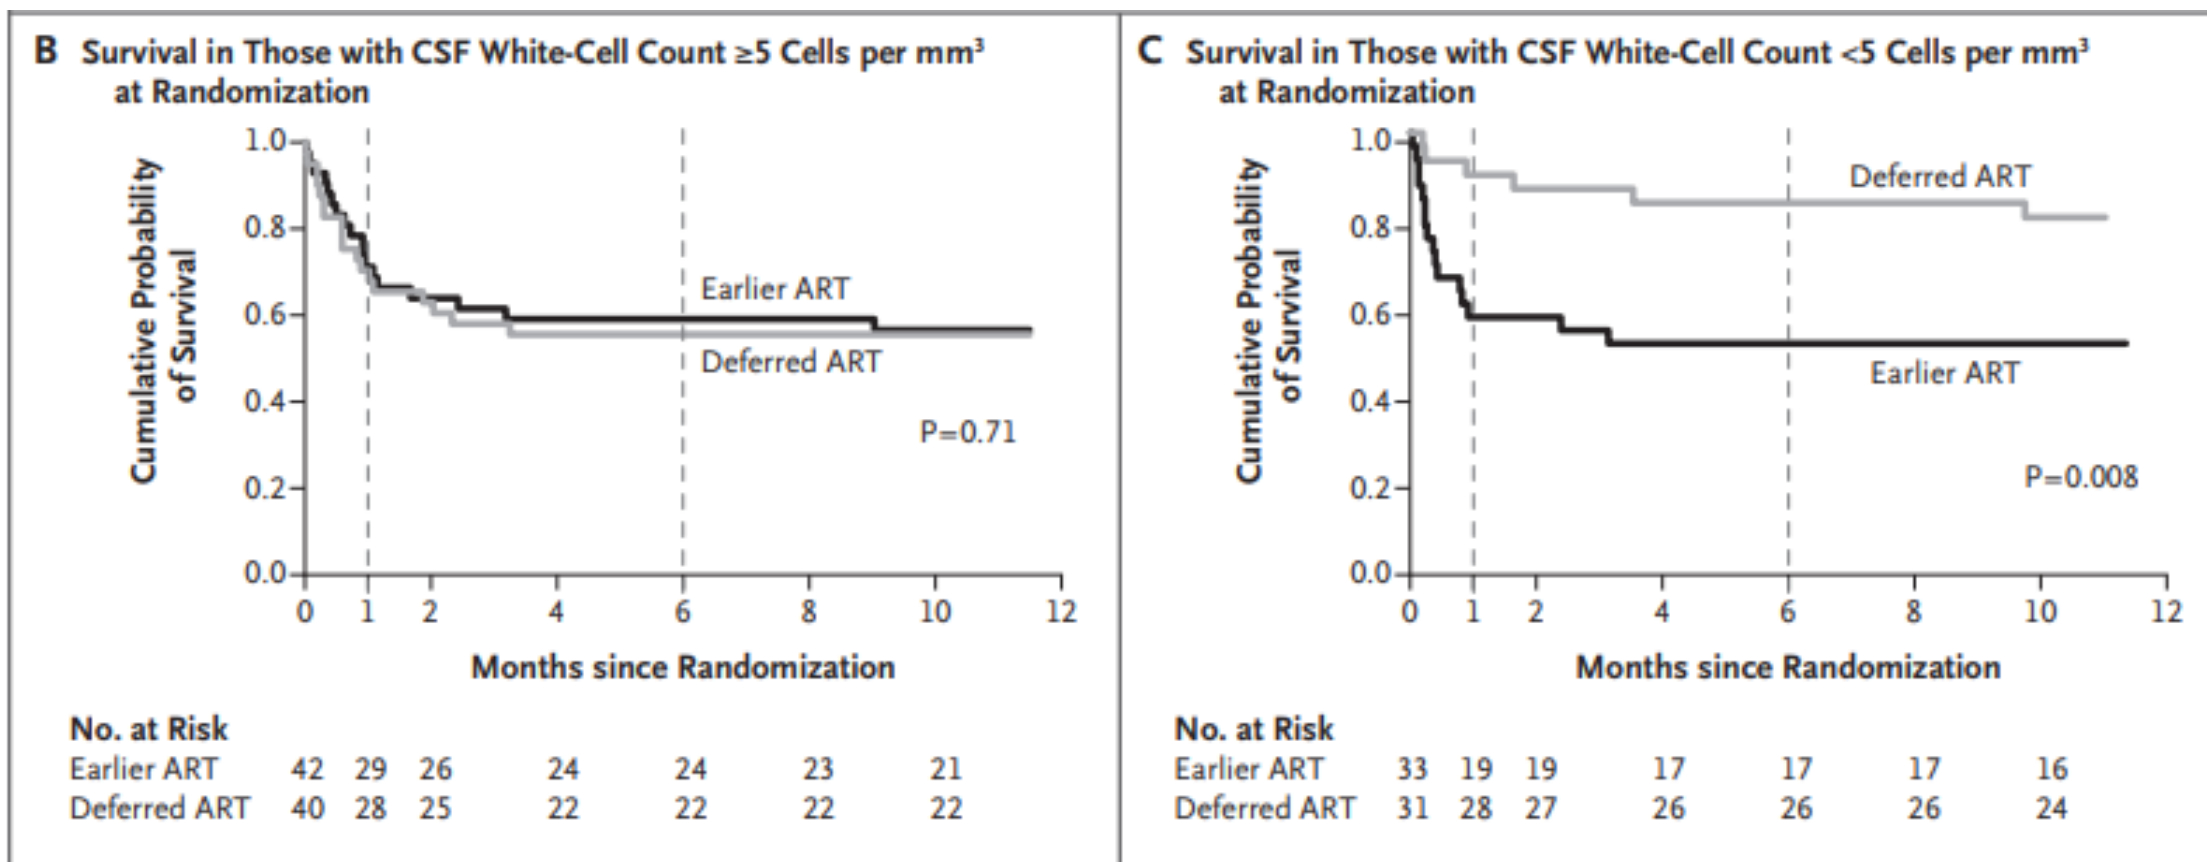 B Survival in Those with CSF White-Cell Count ≥5 Cells per mm³
at Randomization
Cumulative Probability
of Survival
1.0
0.8
0.6
0.4
0.2
0.0
Earlier ART
Deferred ART
P=0.71
0 1 2 4 6 8 10 12
Months since Randomization
No. at Risk
Earlier ART 42 29 26 24 24 23 21
Deferred ART 40 28 25 22 22 22 22
C Survival in Those with CSF White-Cell Count <5 Cells per mm³
at Randomization
Cumulative Probability
of Survival
1.0
0.8
0.6
0.4
0.2
0.0
Deferred ART
Earlier ART
P=0.008
0 1 2 4 6 8 10 12
Months since Randomization
No. at Risk
Earlier ART 33 19 19 17 17 17 16
Deferred ART 31 28 27 26 26 26 24